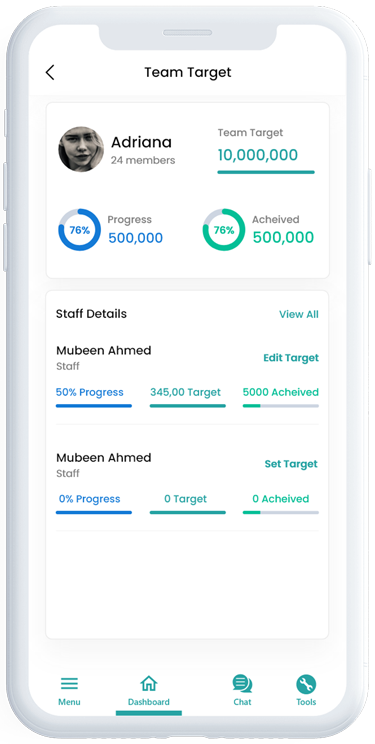 Team Target
Adriana
24 members
Team Target
10,000,000
76%
Progress
500,000
76%
Acheived
500,000
Staff Details
View All
Mubeen Ahmed
Staff
Edit Target
50% Progress
345,00 Target
5000 Acheived
Mubeen Ahmed
Staff
Set Target
0% Progress
0 Target
0 Acheived
Menu
Dashboard
Chat
Tools